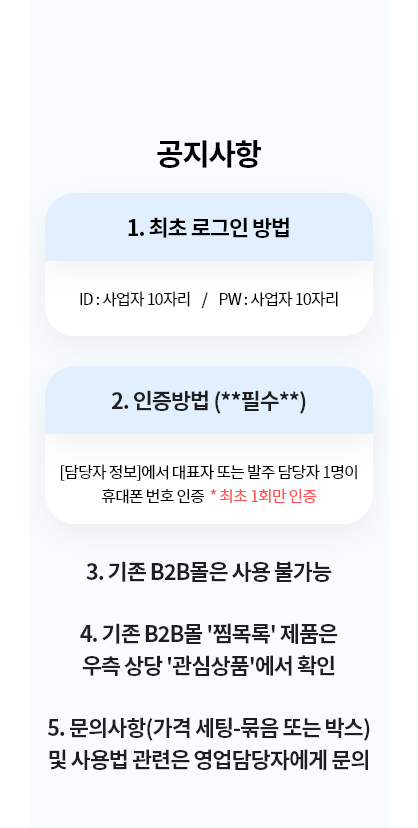 공지사항
1. 최초 로그인 방법
ID : 사업자 10자리 / PW : 사업자 10자리
2. 인증방법 (**필수**)
[담당자 정보]에서 대표자 또는 발주 담당자 1명이
휴대폰 번호 인증 * 최초 1회만 인증
3. 기존 B2B몰은 사용 불가능
4. 기존 B2B몰 '찜목록' 제품은
우측 상당 '관심상품'에서 확인
5. 문의사항(가격 세팅-묶음 또는 박스)
및 사용법 관련은 영업담당자에게 문의